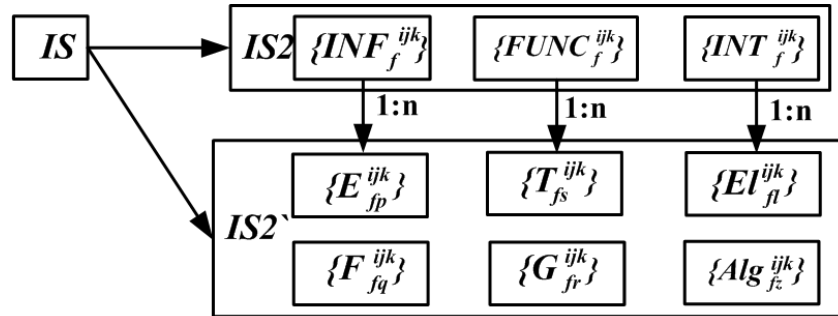 IS IS2 {INF_f^ijk} {FUNC_f^ijk} {INT_f^ijk}
1:n 1:n 1:n
{E_fp^ijk} {T_fs^ijk} {El_fl^ijk}
IS2`
{F_fq^ijk} {G_fr^ijk} {Alg_fz^ijk}